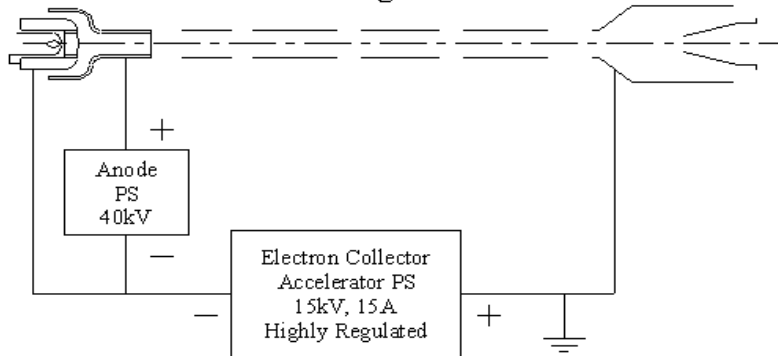 +
Anode
PS
40kV
—
Electron Collector
Accelerator PS
15kV, 15A
Highly Regulated
— +